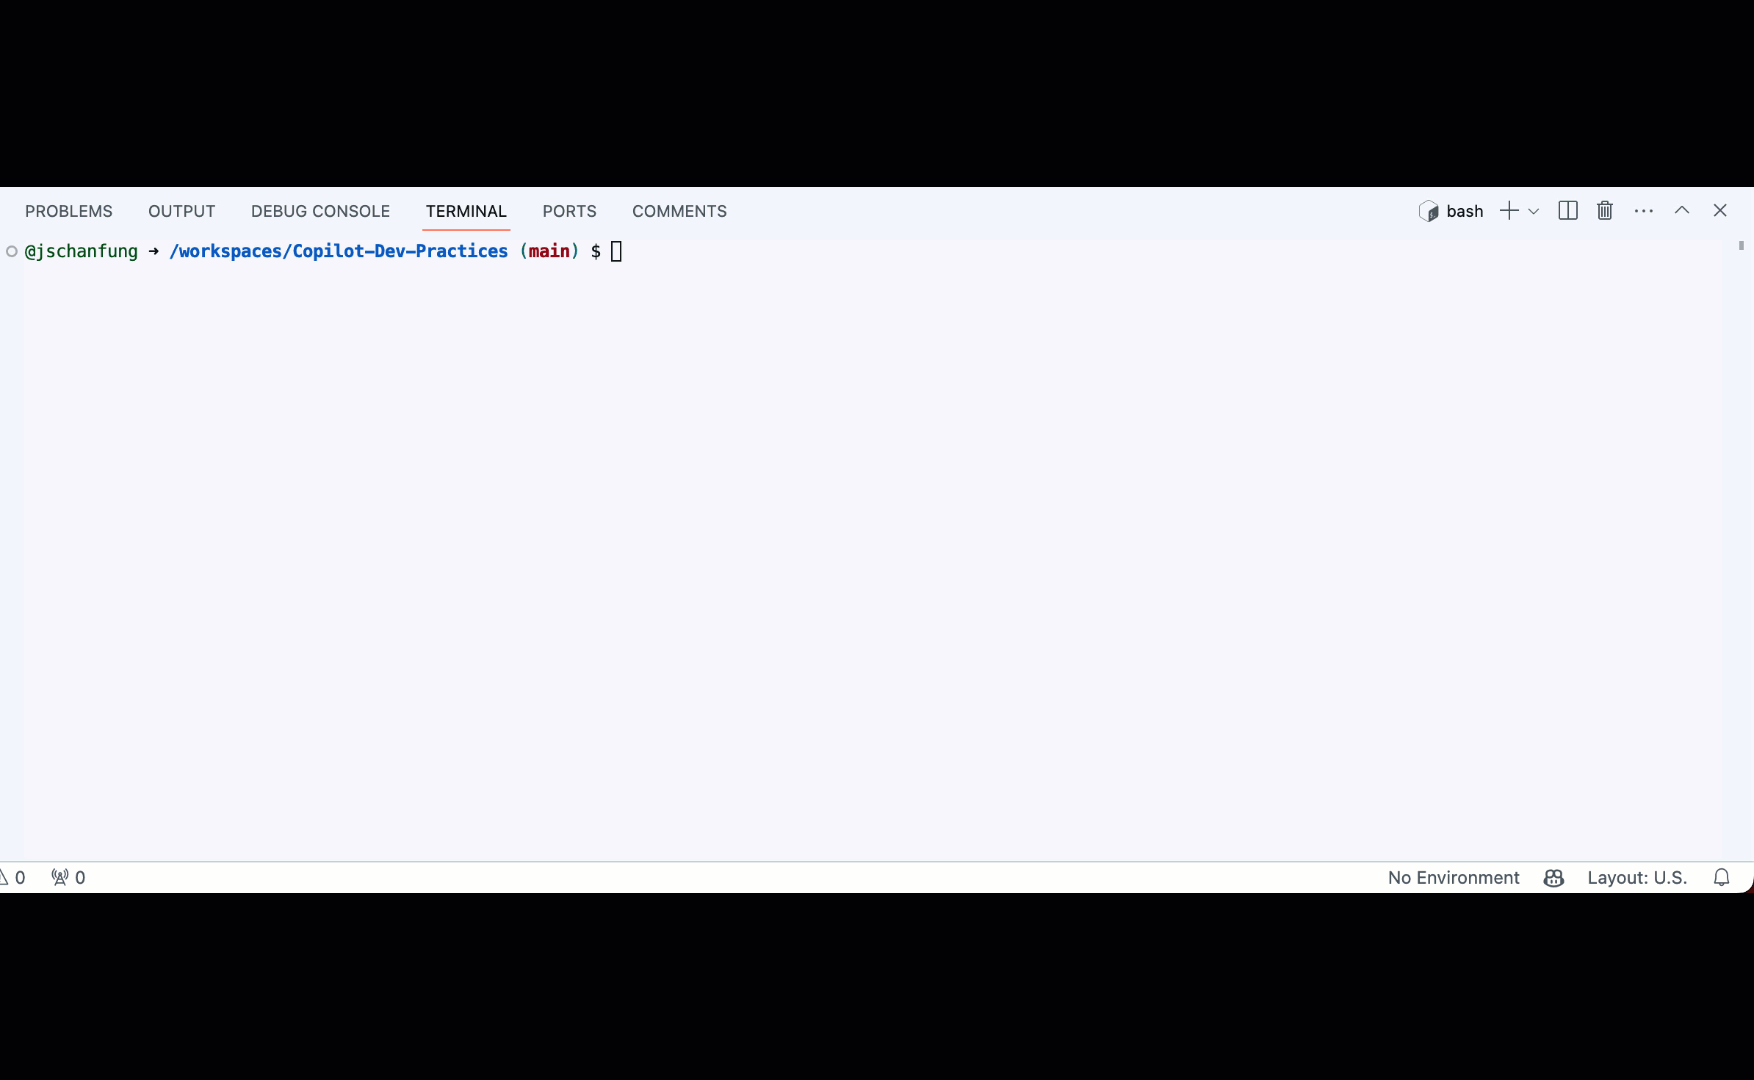 PROBLEMS OUTPUT DEBUG CONSOLE TERMINAL PORTS COMMENTS bash
@jschanfung → /workspaces/Copilot-Dev-Practices (main) $
0 0 No Environment Layout: U.S.